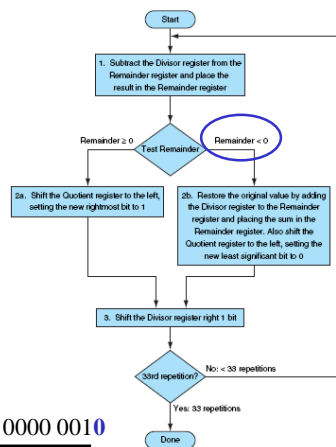 Start
1. Subtract the Divisor register from the
Remainder register and place the
result in the Remainder register
Remainder ≥ 0
Remainder < 0
Test Remainder
2a. Shift the Quotient register to the left,
setting the new rightmost bit to 1
2b. Restore the original value by adding
the Divisor register to the Remainder
register and placing the sum in the
Remainder register. Also shift the
Quotient register to the left, setting the
new least significant bit to 0
3. Shift the Divisor register right 1 bit
33rd repetition?
No: < 33 repetitions
Yes: 33 repetitions
0000 0010
Done